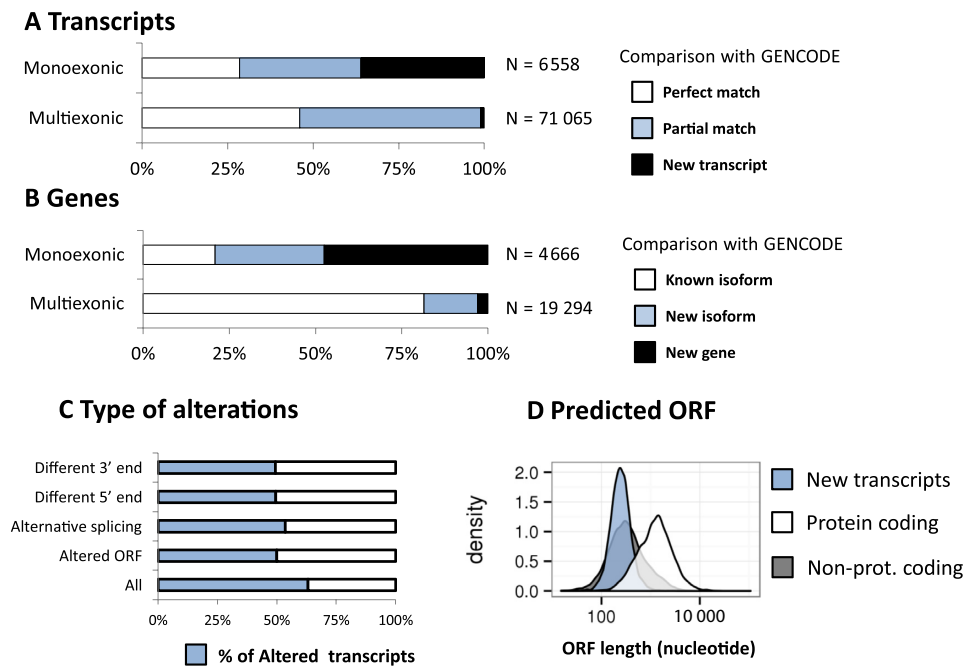 A Transcripts
Monoexonic
N = 6558
Multiexonic
N = 71 065
0% 25% 50% 75% 100%
Comparison with GENCODE
Perfect match
Partial match
New transcript
B Genes
Monoexonic
N = 4666
Multiexonic
N = 19 294
0% 25% 50% 75% 100%
Comparison with GENCODE
Known isoform
New isoform
New gene
C Type of alterations
Different 3’ end
Different 5’ end
Alternative splicing
Altered ORF
All
0% 25% 50% 75% 100%
% of Altered transcripts
D Predicted ORF
density
2.0
1.5
1.0
0.5
0.0
100 10 000
ORF length (nucleotide)
New transcripts
Protein coding
Non-prot. coding